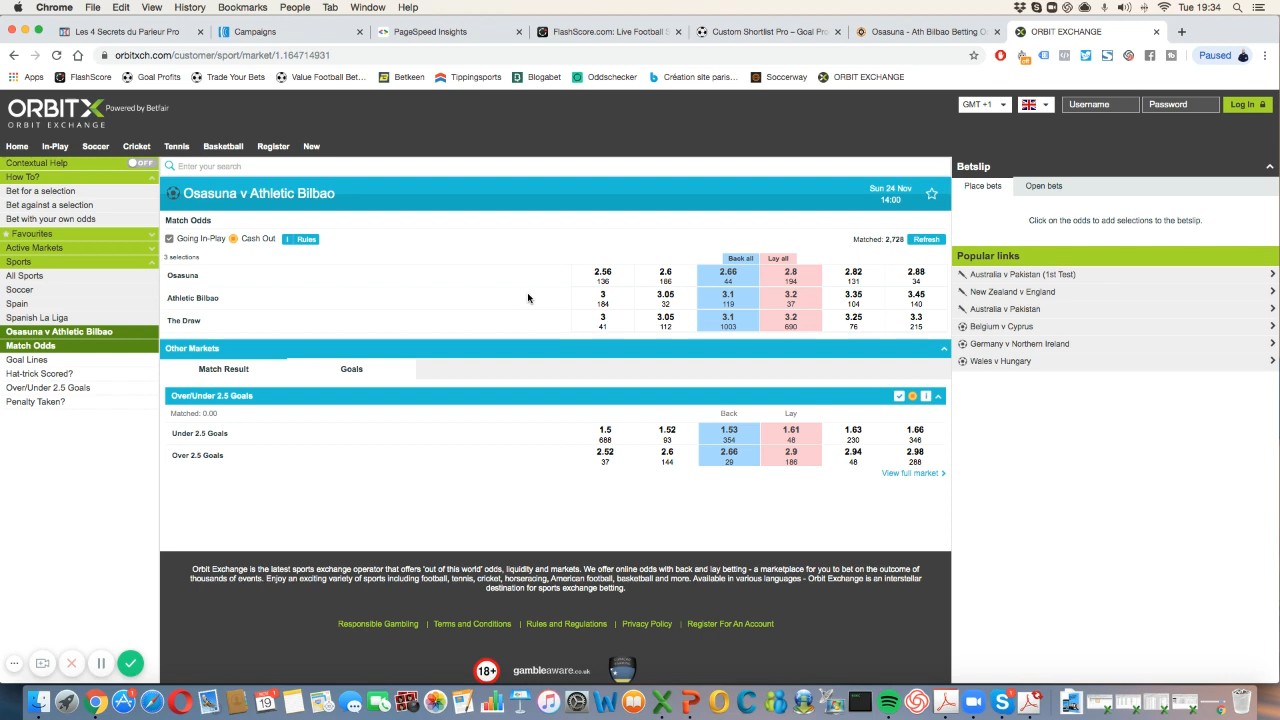 Chrome File Edit View History Bookmarks People Tab Window Help Tue 19:34
Les 4 Secrets du Parieur Pro Campaigns PageSpeed Insights FlashScore.com: Live Football S Custom Shortlist Pro – Goal Pro Osasuna - Ath Bilbao Betting O ORBIT EXCHANGE
orbitxch.com/customer/sport/market/1.164714931 Paused
Apps FlashScore Goal Profits Trade Your Bets Value Football Bet... Betkeen Tippingsports Blogabet Oddschecker Création site paris... Soccerway ORBIT EXCHANGE
ORBITX Powered by Betfair
ORBIT EXCHANGE
GMT +1 Username Password Log In
Home In-Play Soccer Cricket Tennis Basketball Register New
Contextual Help OFF
How To?
Bet for a selection
Bet against a selection
Bet with your own odds
Favourites
Active Markets
Sports
All Sports
Soccer
Spain
Spanish La Liga
Osasuna v Athletic Bilbao
Match Odds
Goal Lines
Hat-trick Scored?
Over/Under 2.5 Goals
Penalty Taken?
Enter your search
Osasuna v Athletic Bilbao Sun 24 Nov
14:00
Match Odds
Going In-Play Cash Out Rules Matched: 2,728 Refresh
3 selections Back all Lay all
Osasuna 2.56 2.6 2.66 2.8 2.82 2.88
136 186 44 194 131 34
Athletic Bilbao 3 3.05 3.1 3.2 3.35 3.45
184 32 119 37 104 140
The Draw 3 3.05 3.1 3.2 3.25 3.3
41 112 1003 690 76 215
Other Markets
Match Result Goals
Over/Under 2.5 Goals
Matched: 0.00 Back Lay
Under 2.5 Goals 1.5 1.52 1.53 1.61 1.63 1.66
688 93 354 48 230 346
Over 2.5 Goals 2.52 2.6 2.66 2.9 2.94 2.98
37 144 29 186 48 288
View full market
Betslip
Place bets Open bets
Click on the odds to add selections to the betslip.
Popular links
Australia v Pakistan (1st Test)
New Zealand v England
Australia v Pakistan
Belgium v Cyprus
Germany v Northern Ireland
Wales v Hungary
Orbit Exchange is the latest sports exchange operator that offers 'out of this world' odds, liquidity and markets. We offer online odds with back and lay betting - a marketplace for you to bet on the outcome of
thousands of events. Enjoy an exciting variety of sports including football, tennis, cricket, horseracing, American football, basketball and more. Available in various languages - Orbit Exchange is an interstellar
destination for sports exchange betting.
Responsible Gambling | Terms and Conditions | Rules and Regulations | Privacy Policy | Register For An Account
18+ gambleaware.co.uk